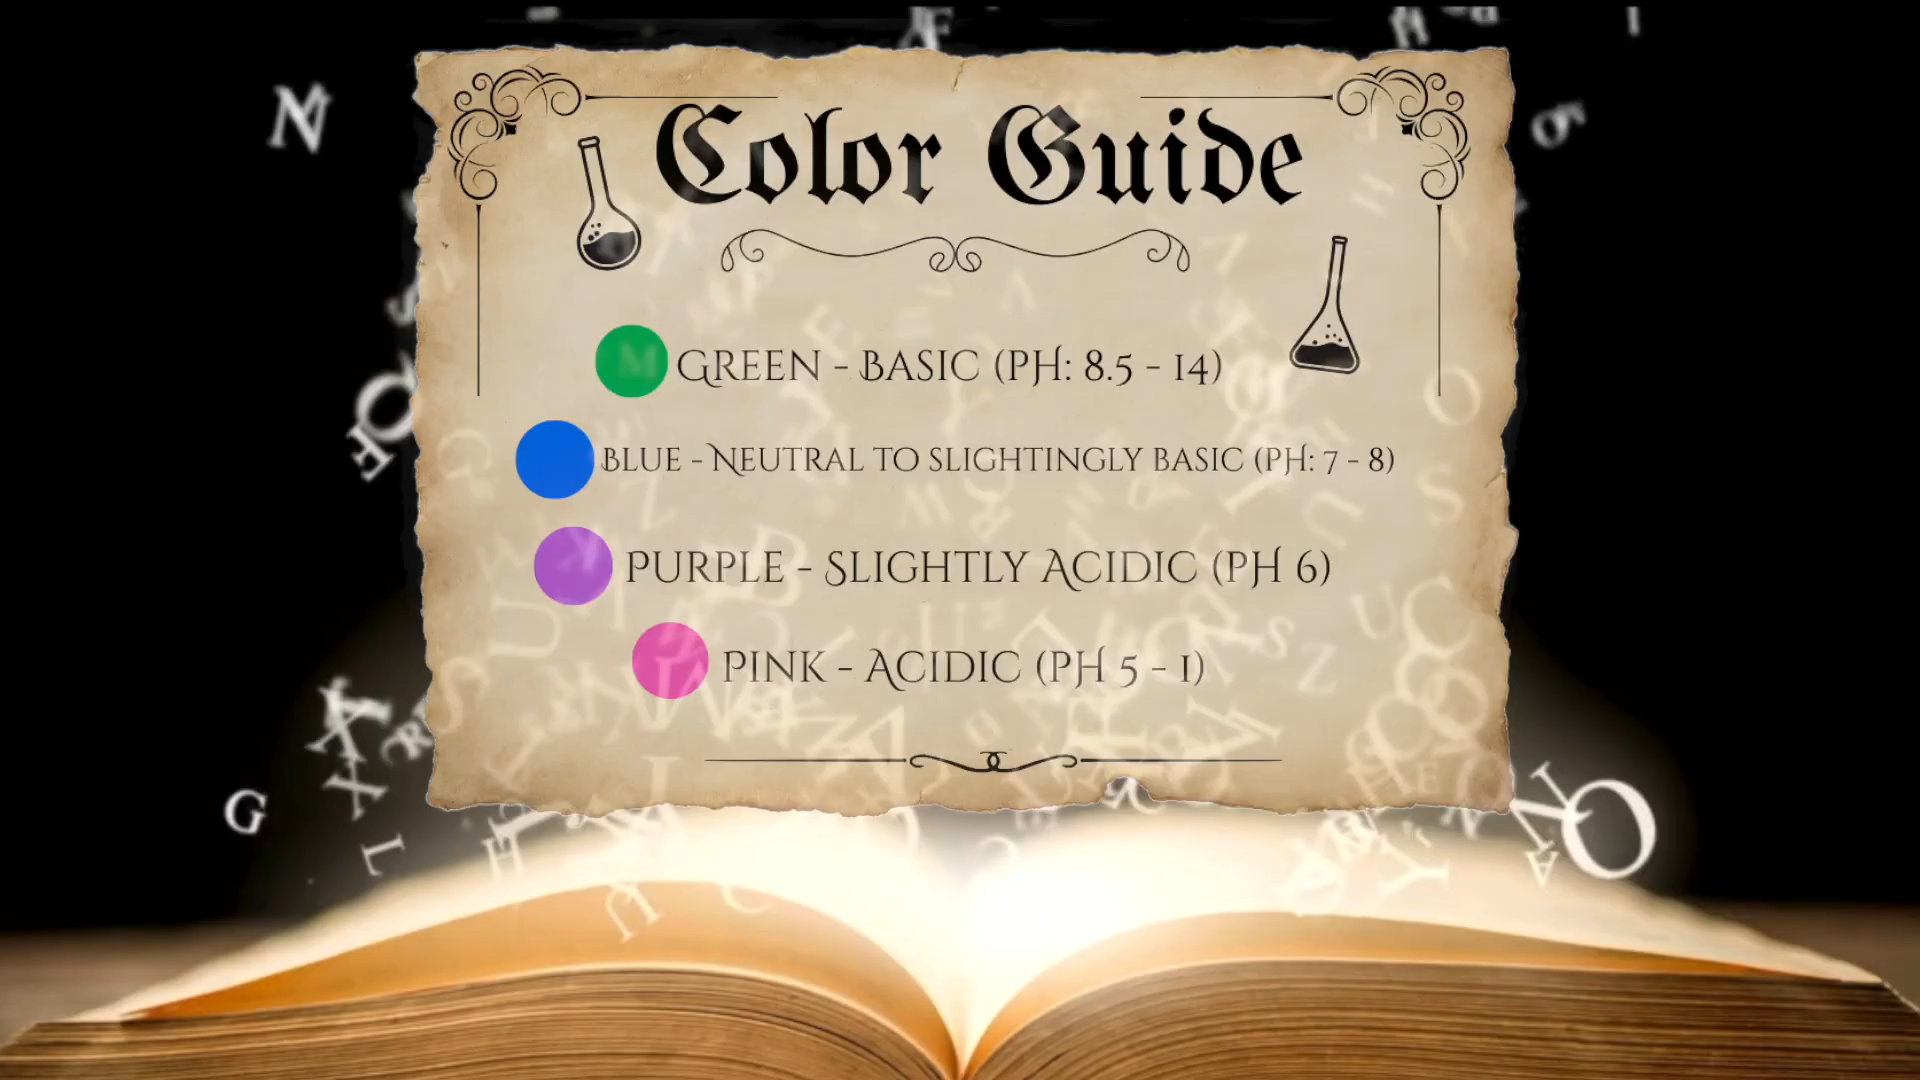 Color Guide
Green - Basic (pH: 8.5 - 14)
Blue - Neutral to slightingly basic (pH: 7 - 8)
Purple - Slightly Acidic (pH 6)
Pink - Acidic (pH 5 - 1)